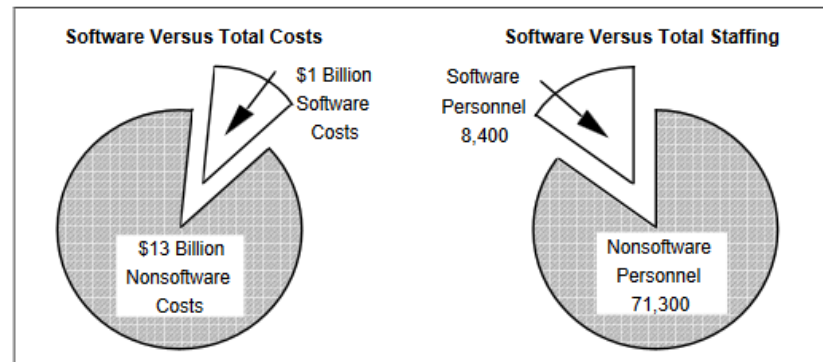 Software Versus Total Costs
$1 Billion
Software
Costs
$13 Billion
Nonsoftware
Costs
Software Versus Total Staffing
Software
Personnel
8,400
Nonsoftware
Personnel
71,300